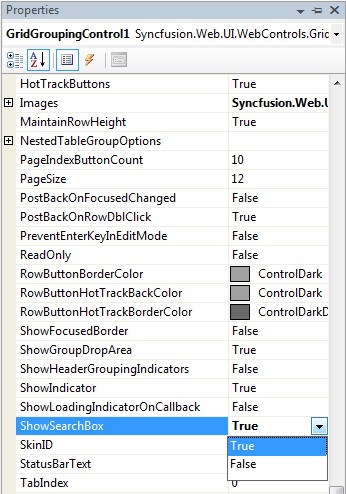 Properties
GridGroupingControl1 Syncfusion.Web.UI.WebControls.Grid
HotTrackButtons True
Images Syncfusion.Web.U
MaintainRowHeight True
NestedTableGroupOptions
PageIndexButtonCount 10
PageSize 12
PostBackOnFocusedChanged False
PostBackOnRowDblClick True
PreventEnterKeyInEditMode False
ReadOnly False
RowButtonBorderColor ControlDark
RowButtonHotTrackBackColor ControlDark
RowButtonHotTrackBorderColor ControlDarkD
ShowFocusedBorder False
ShowGroupDropArea True
ShowHeaderGroupingIndicators False
ShowIndicator True
ShowLoadingIndicatorOnCallback False
ShowSearchBox True
SkinID True
StatusBarText False
TabIndex 0